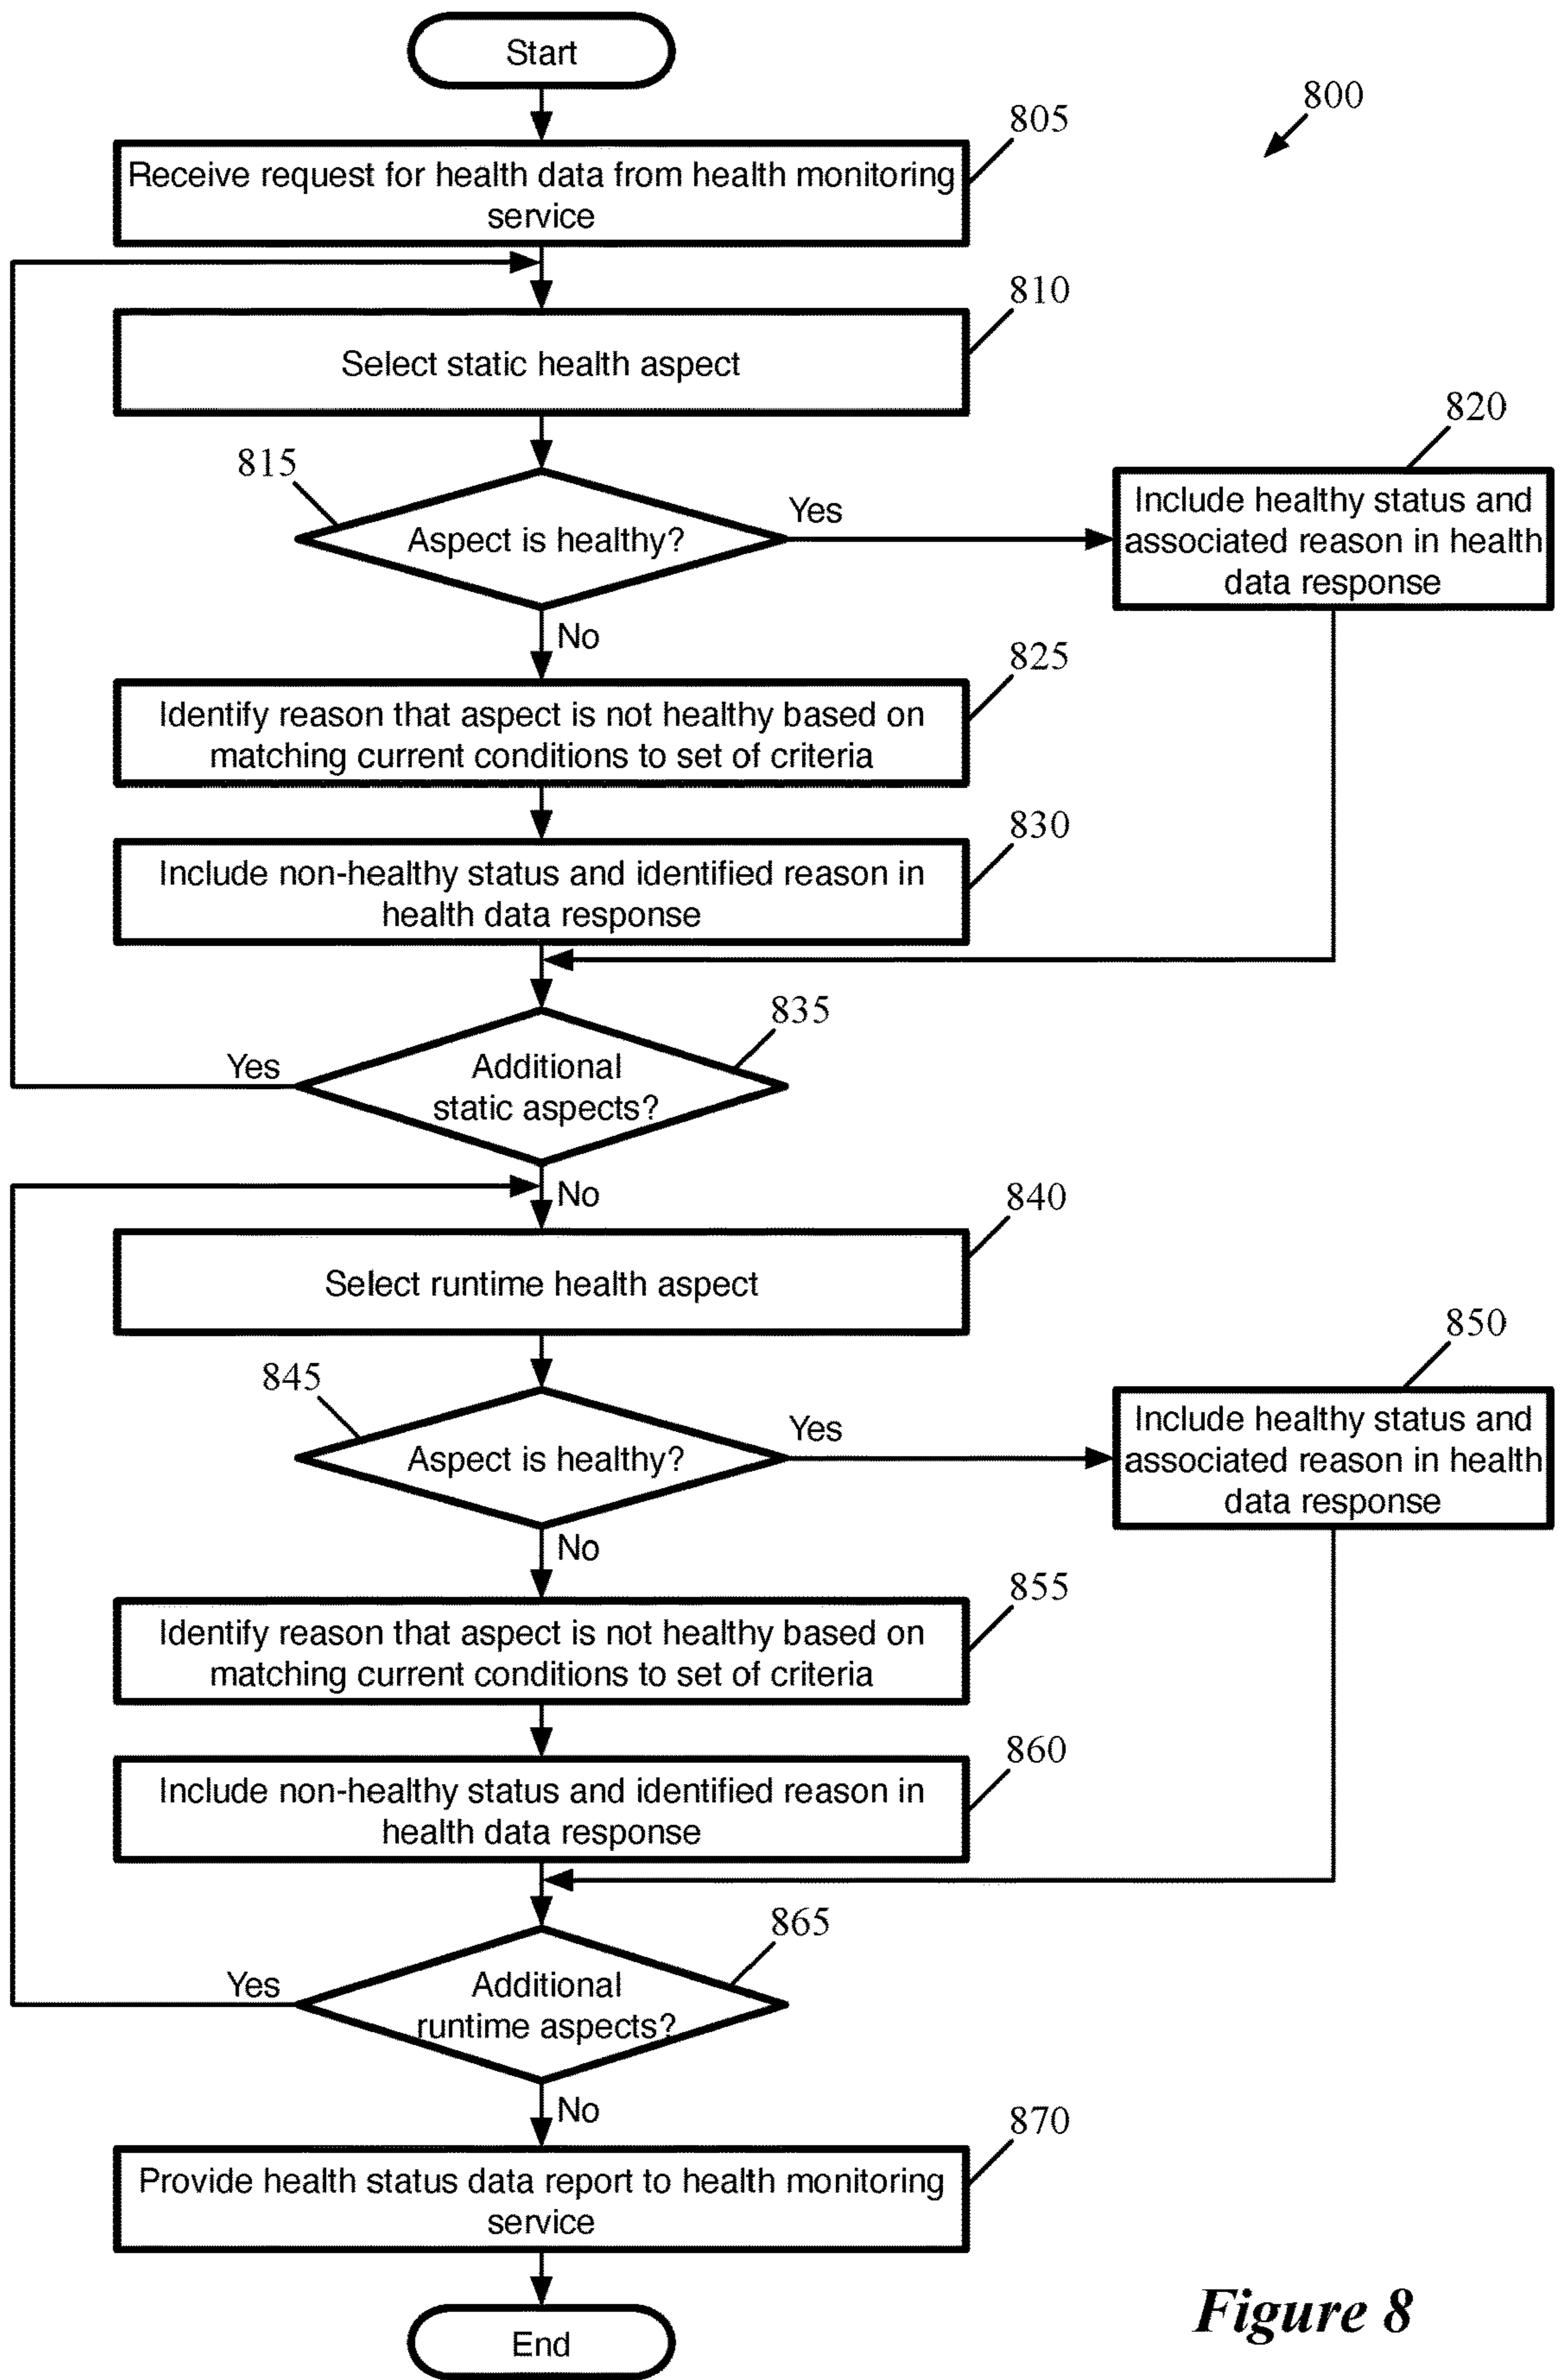 Start
800
805
Receive request for health data from health monitoring
service
810
Select static health aspect
820
815
Aspect is healthy?
Yes
Include healthy status and
associated reason in health
data response
No
825
Identify reason that aspect is not healthy based on
matching current conditions to set of criteria
830
Include non-healthy status and identified reason in
health data response
835
Yes
Additional
static aspects?
No
840
Select runtime health aspect
850
845
Aspect is healthy?
Yes
Include healthy status and
associated reason in health
data response
No
855
Identify reason that aspect is not healthy based on
matching current conditions to set of criteria
860
Include non-healthy status and identified reason in
health data response
865
Yes
Additional
runtime aspects?
No
870
Provide health status data report to health monitoring
service
End
Figure 8